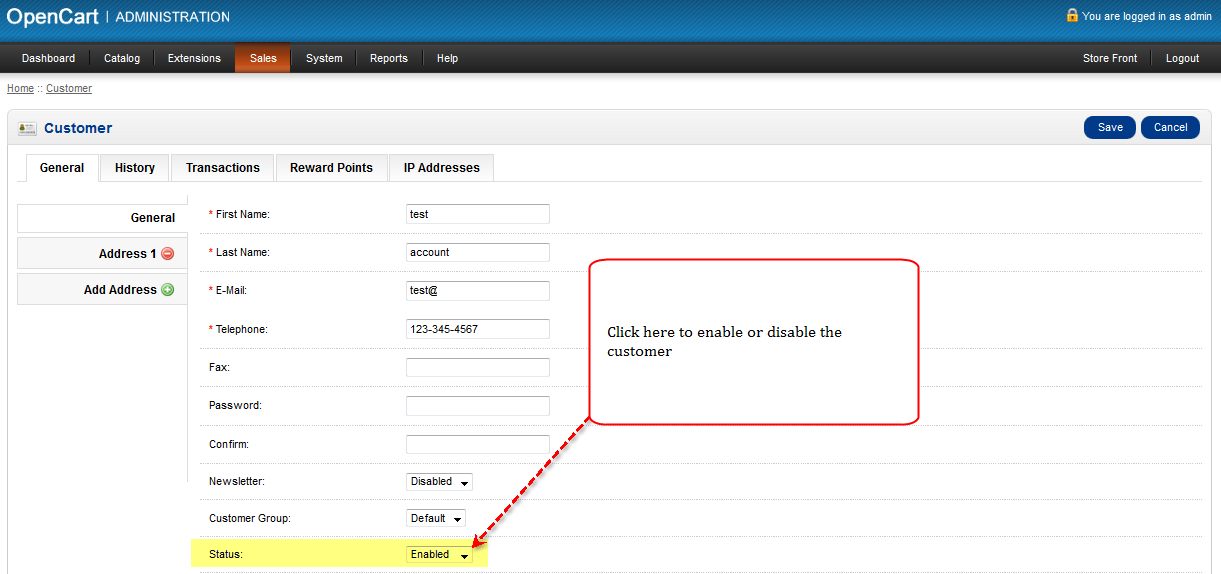 OpenCart | ADMINISTRATION
You are logged in as admin
Dashboard Catalog Extensions Sales System Reports Help Store Front Logout
Home :: Customer
Customer Save Cancel
General History Transactions Reward Points IP Addresses
General
Address 1
Add Address
* First Name: test
* Last Name: account
* E-Mail: test@
* Telephone: 123-345-4567
Fax:
Password:
Confirm:
Newsletter: Disabled
Customer Group: Default
Status: Enabled
Click here to enable or disable the
customer